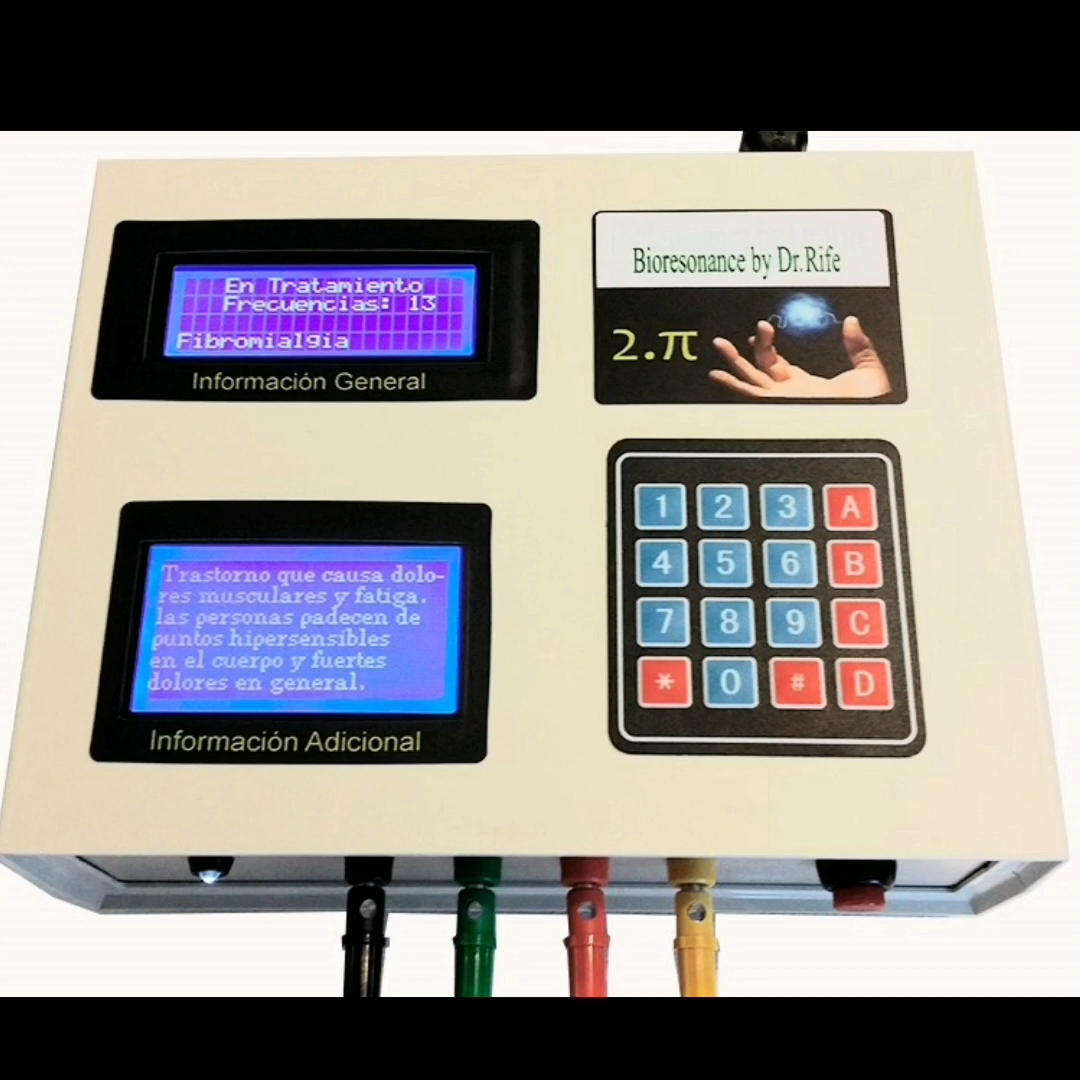 En Tratamiento
Frecuencias: 13
Fibromialgia
Información General
Bioresonance by Dr. Rife
2.π
Trastorno que causa dolo-
res musculares y fatiga.
las personas padecen de
puntos hipersensibles
en el cuerpo y fuertes
dolores en general.
Información Adicional
1 2 3 A
4 5 6 B
7 8 9 C
* 0 # D